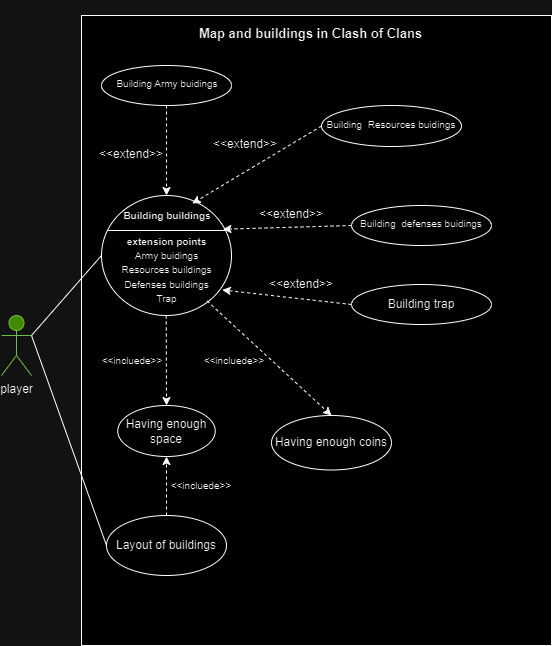 Map and buildings in Clash of Clans
Building Army buidings
Building  Resources buidings
<<extend>>
<<extend>>
Building buildings
<<extend>>
Building  defenses buidings
extension points
Army buidings
Resources buildings
Defenses buildings
Trap
<<extend>>
Building trap
player
<<incluede>>
<<incluede>>
Having enough
space
Having enough coins
<<incluede>>
Layout of buildings